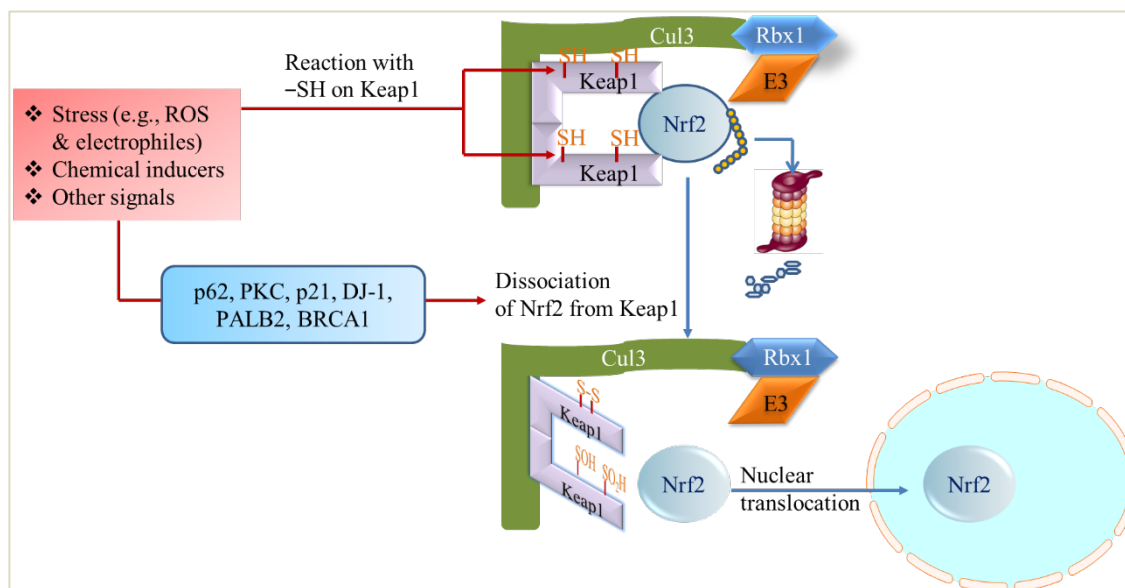 Cul3
Rbx1
E3
SH
SH
Keap1
Reaction with
–SH on Keap1
Nrf2
SH
SH
Keap1
❖ Stress (e.g., ROS
& electrophiles)
❖ Chemical inducers
❖ Other signals
p62, PKC, p21, DJ-1,
PALB2, BRCA1
Dissociation
of Nrf2 from Keap1
Cul3
Rbx1
E3
S-S
Keap1
SOH
SO₂H
Keap1
Nrf2
Nuclear
translocation
Nrf2